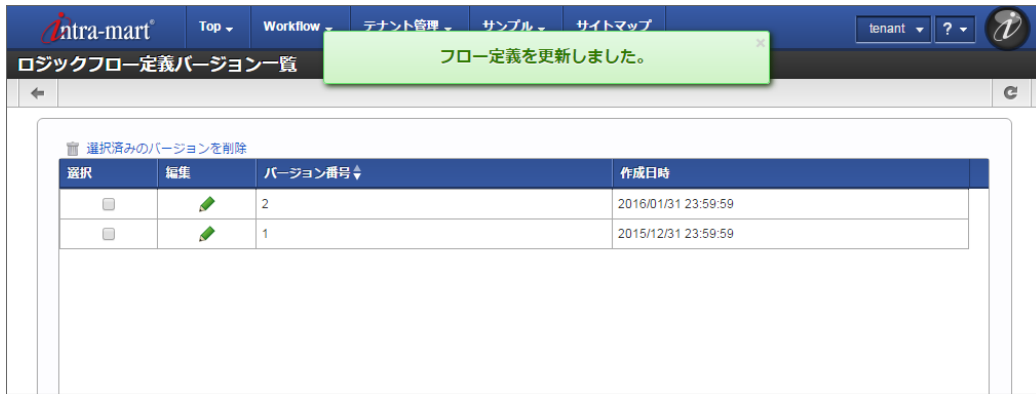 intra-mart Top Workflow テナント管理 サンプル サイトマップ tenant ?
フロー定義を更新しました。 ×
ロジックフロー定義バージョン一覧
選択済みのバージョンを削除
選択 編集 バージョン番号 作成日時
2 2016/01/31 23:59:59
1 2015/12/31 23:59:59